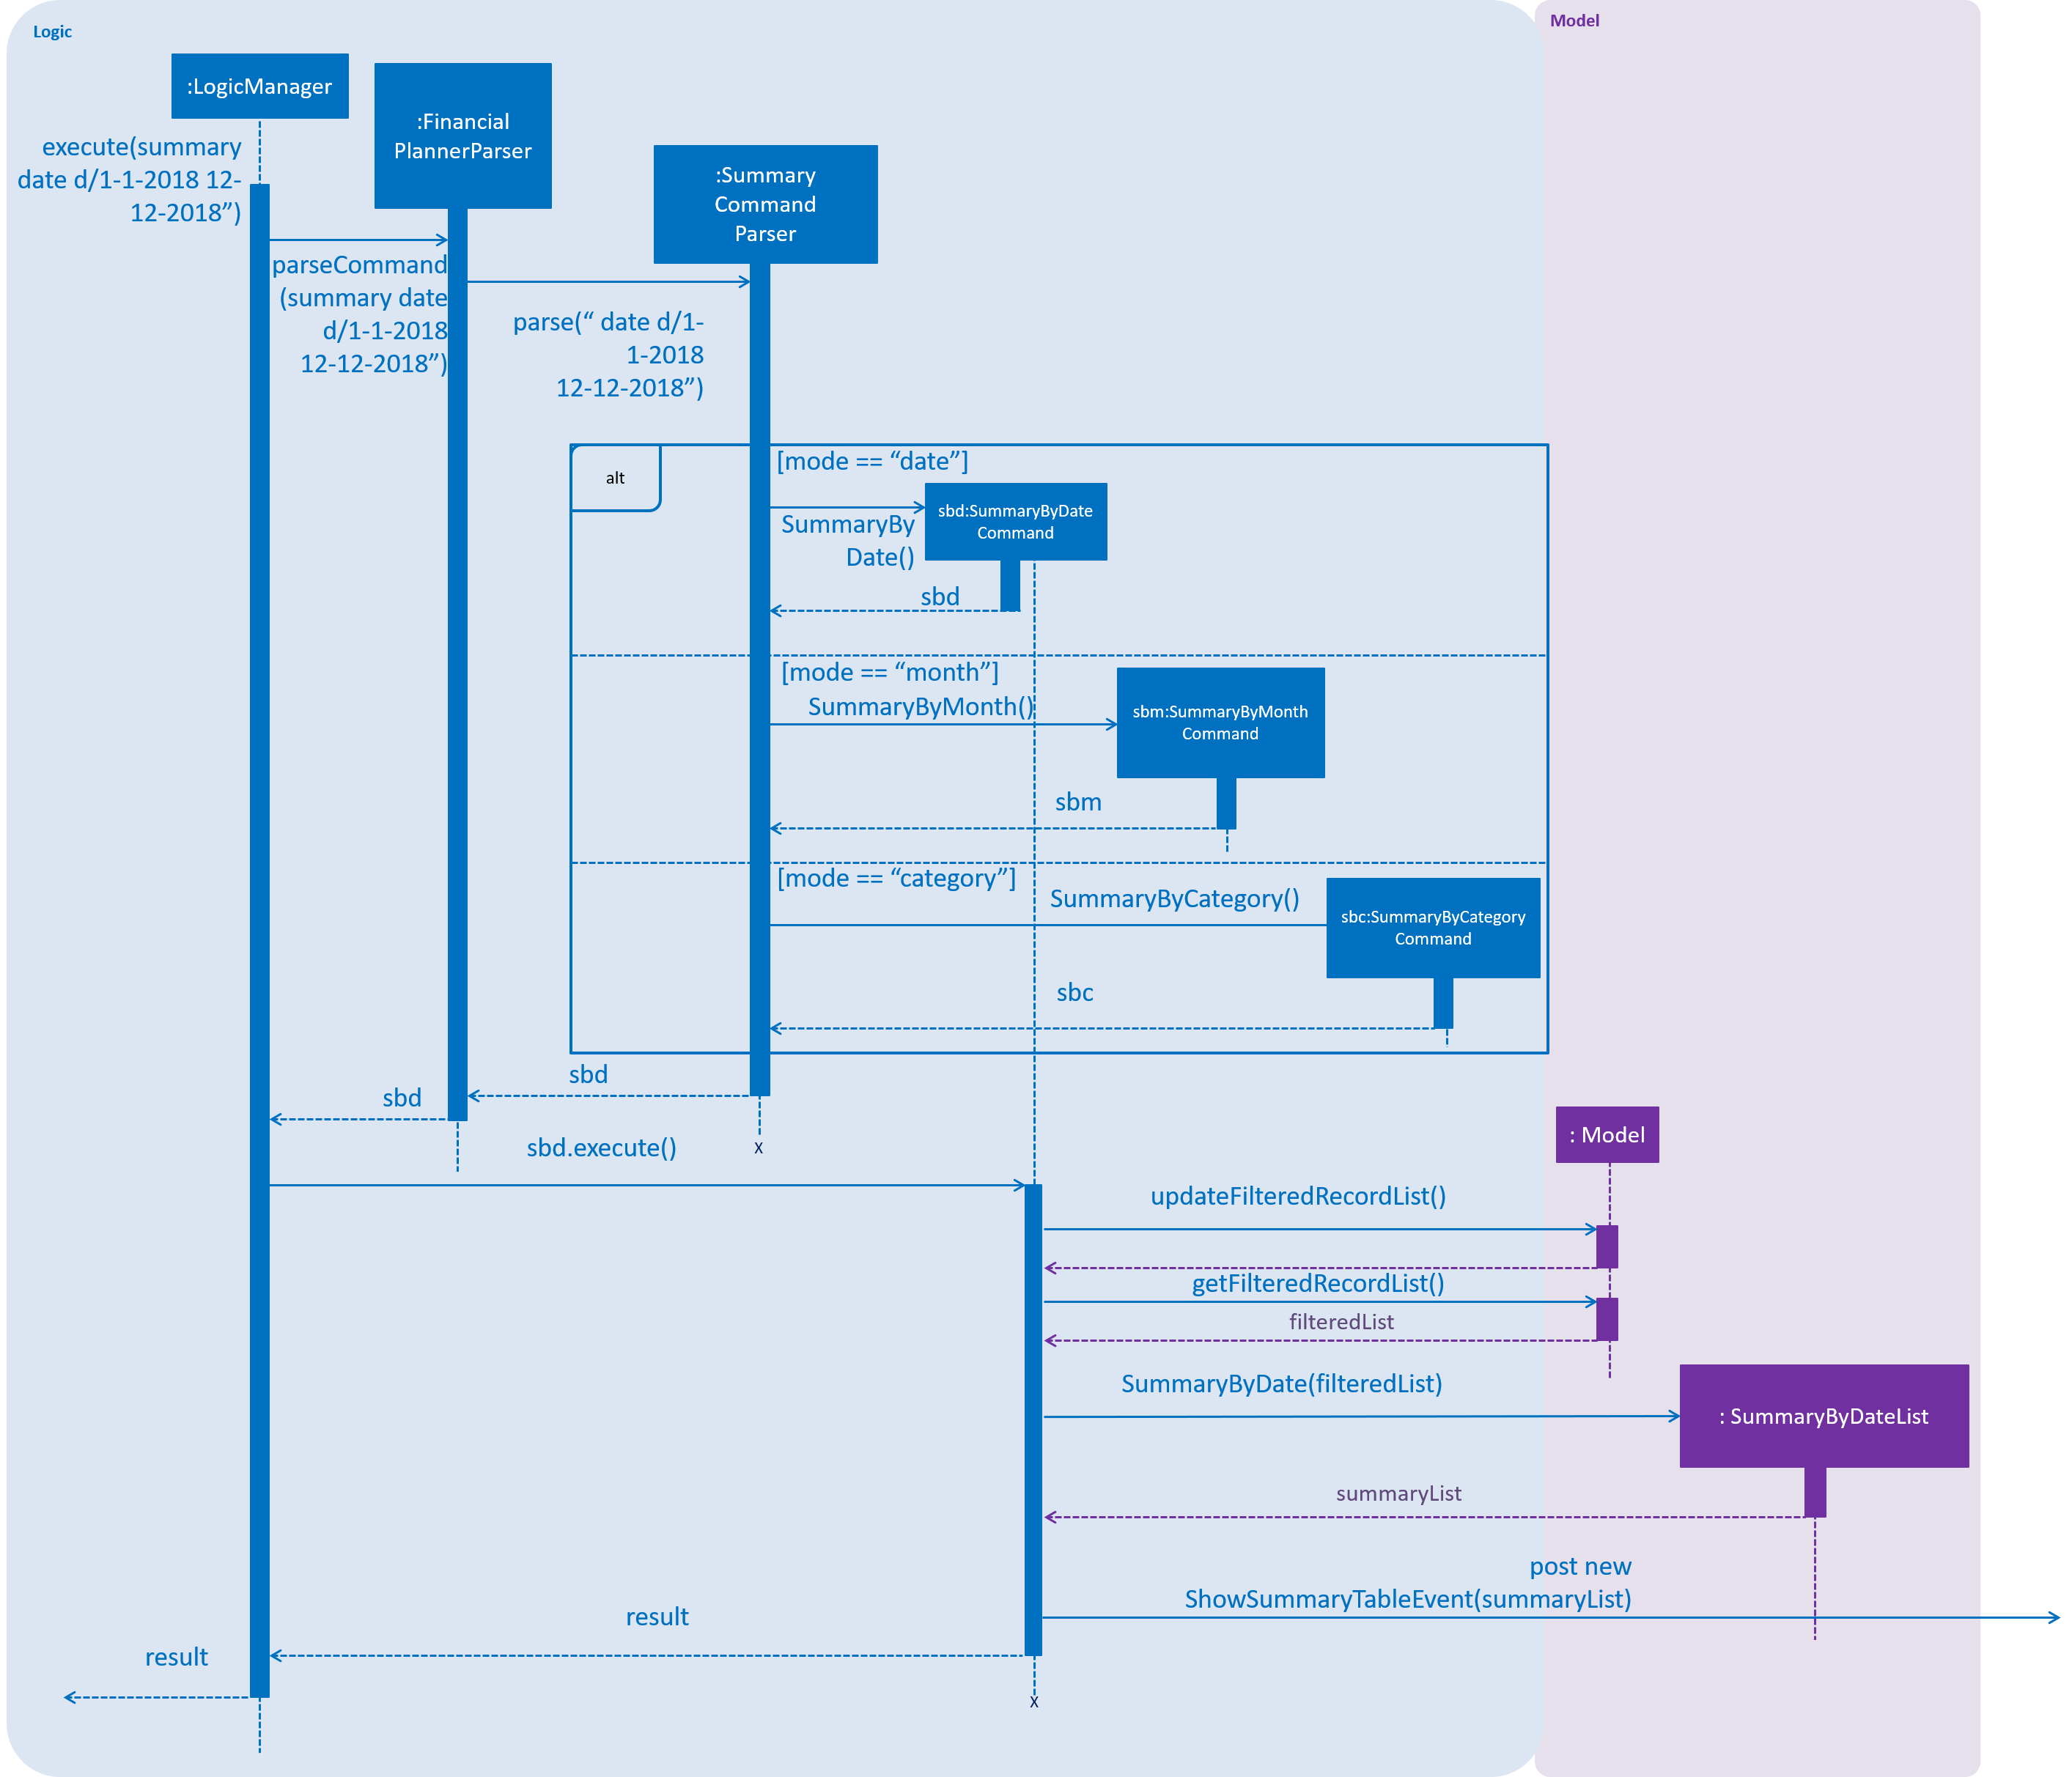 Logic
Model
:LogicManager
:Financial
PlannerParser
execute(summary
date d/1-1-2018 12-
12-2018”)
:Summary
Command
Parser
parseCommand
(summary date
d/1-1-2018
12-12-2018”)
parse(“ date d/1-
1-2018
12-12-2018”)
alt
[mode == “date”]
SummaryBy
Date()
sbd:SummaryByDate
Command
sbd
[mode == “month”]
SummaryByMonth()
sbm:SummaryByMonth
Command
sbm
[mode == “category”]
SummaryByCategory()
sbc:SummaryByCategory
Command
sbc
sbd
sbd
sbd.execute()
X
: Model
updateFilteredRecordList()
getFilteredRecordList()
filteredList
SummaryByDate(filteredList)
: SummaryByDateList
summaryList
post new
ShowSummaryTableEvent(summaryList)
result
result
X